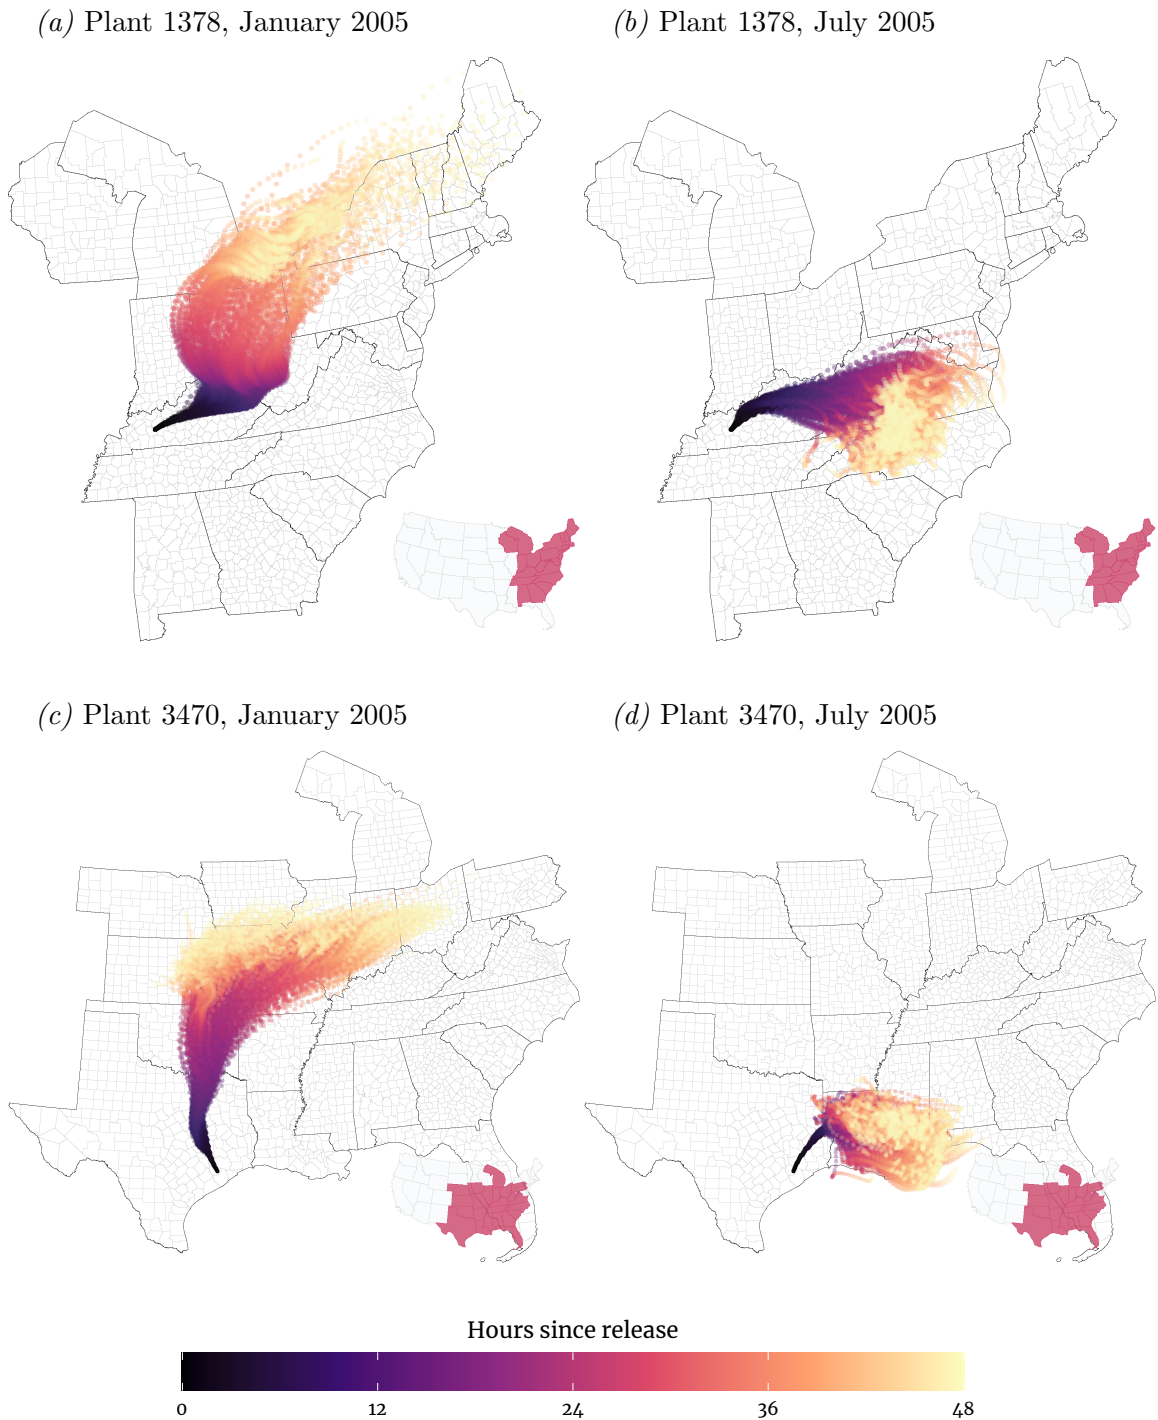 (a) Plant 1378, January 2005
(b) Plant 1378, July 2005
(c) Plant 3470, January 2005
(d) Plant 3470, July 2005
Hours since release
0 12 24 36 48